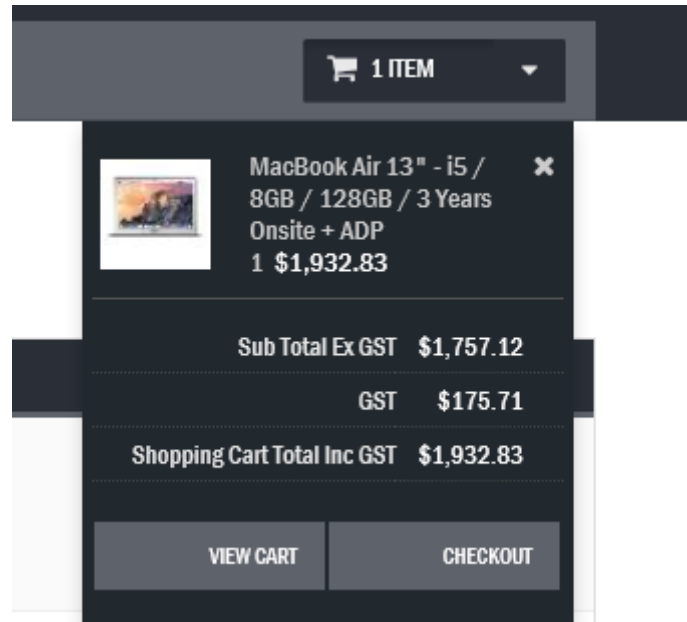 1 ITEM
MacBook Air 13" - i5 /
8GB / 128GB / 3 Years
Onsite + ADP
1 $1,932.83
Sub Total Ex GST $1,757.12
GST $175.71
Shopping Cart Total Inc GST $1,932.83
VIEW CART CHECKOUT